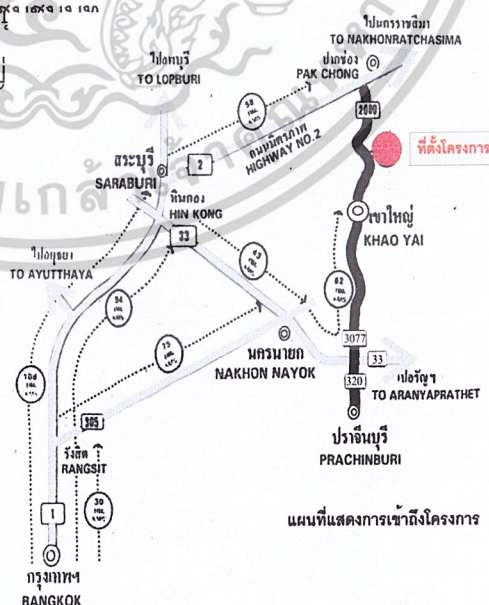 ไปนครราชสีมา
TO NAKHONRATCHASIMA
ปากช่อง
PAK CHONG
ไปลพบุรี
TO LOPBURI
58
2090
ถนนมิตรภาพ
HIGHWAY NO.2
2
ที่ตั้งโครงการ
สระบุรี
SARABURI
หินกอง
HIN KONG
33
เขาใหญ่
KHAO YAI
ไปอยุธยา
TO AYUTTHAYA
94
43
62
75
3077
นครนายก
NAKHON NAYOK
33
320
ไปอรัญฯ
TO ARANYAPRATHET
108
305
รังสิต
RANGSIT
ปราจีนบุรี
PRACHINBURI
30
1
แผนที่แสดงการเข้าถึงโครงการ
กรุงเทพฯ
BANGKOK